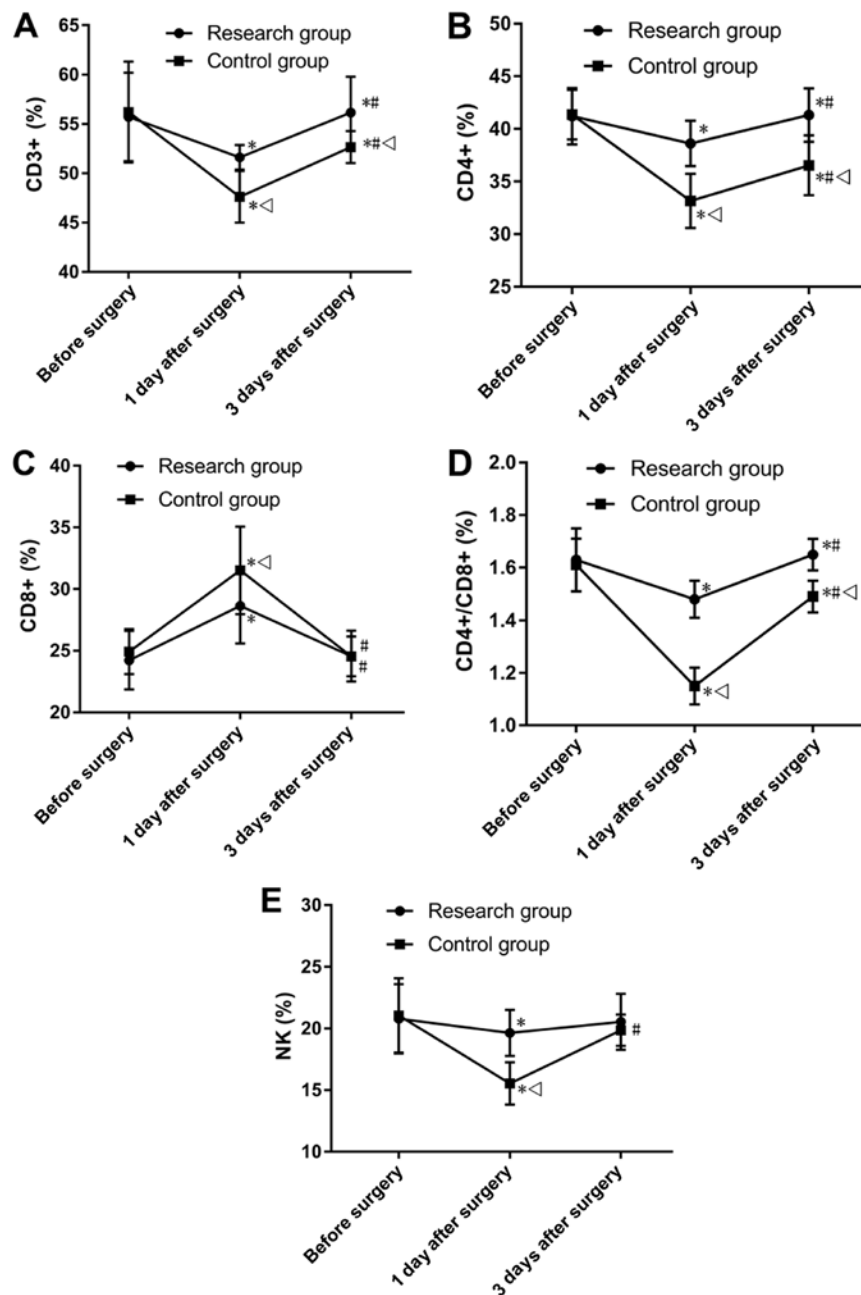 A
Research group
Control group
CD3+ (%)
65
60
55
50
45
40
*
*◁
*#
*#◁
Before surgery
1 day after surgery
3 days after surgery
B
Research group
Control group
CD4+ (%)
50
45
40
35
30
25
*
*◁
*#
*#◁
Before surgery
1 day after surgery
3 days after surgery
C
Research group
Control group
CD8+ (%)
40
35
30
25
20
*◁
*
#
#
Before surgery
1 day after surgery
3 days after surgery
D
Research group
Control group
CD4+/CD8+ (%)
2.0
1.8
1.6
1.4
1.2
1.0
*
*◁
*#
*#◁
Before surgery
1 day after surgery
3 days after surgery
E
Research group
Control group
NK (%)
30
25
20
15
10
*
*◁
#
Before surgery
1 day after surgery
3 days after surgery